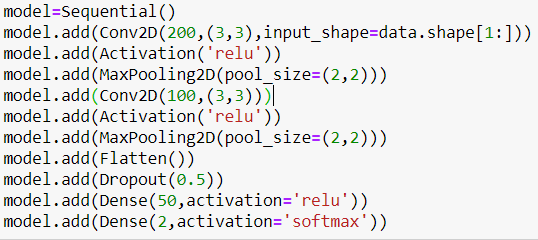 model=Sequential()
model.add(Conv2D(200,(3,3),input_shape=data.shape[1:]))
model.add(Activation('relu'))
model.add(MaxPooling2D(pool_size=(2,2)))
model.add(Conv2D(100,(3,3)))
model.add(Activation('relu'))
model.add(MaxPooling2D(pool_size=(2,2)))
model.add(Flatten())
model.add(Dropout(0.5))
model.add(Dense(50,activation='relu'))
model.add(Dense(2,activation='softmax'))